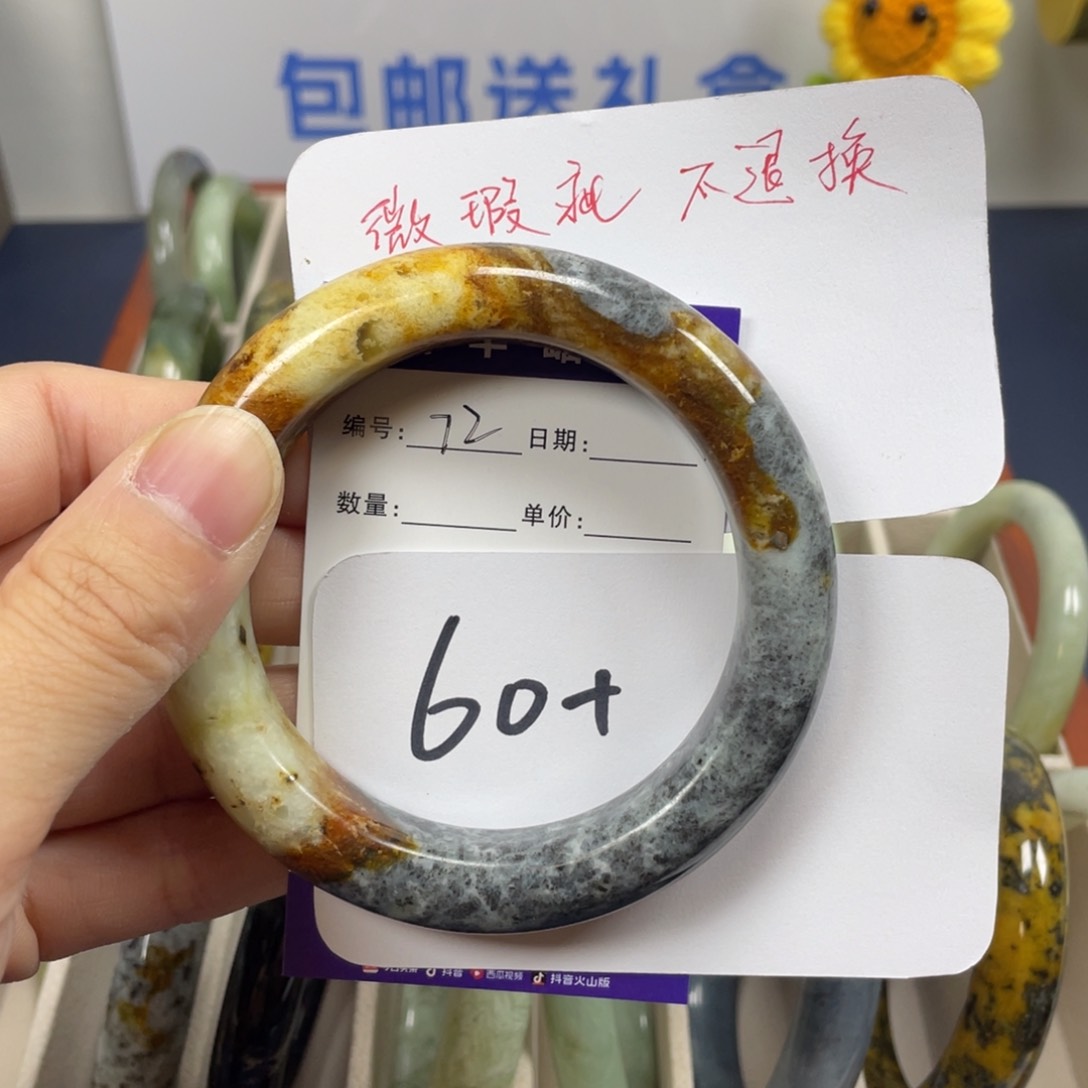 包邮送礼盒
微瑕疵 不退换
编号: 72 日期:
数量: 单价:
60+
抖音 西瓜视频 抖音火山版